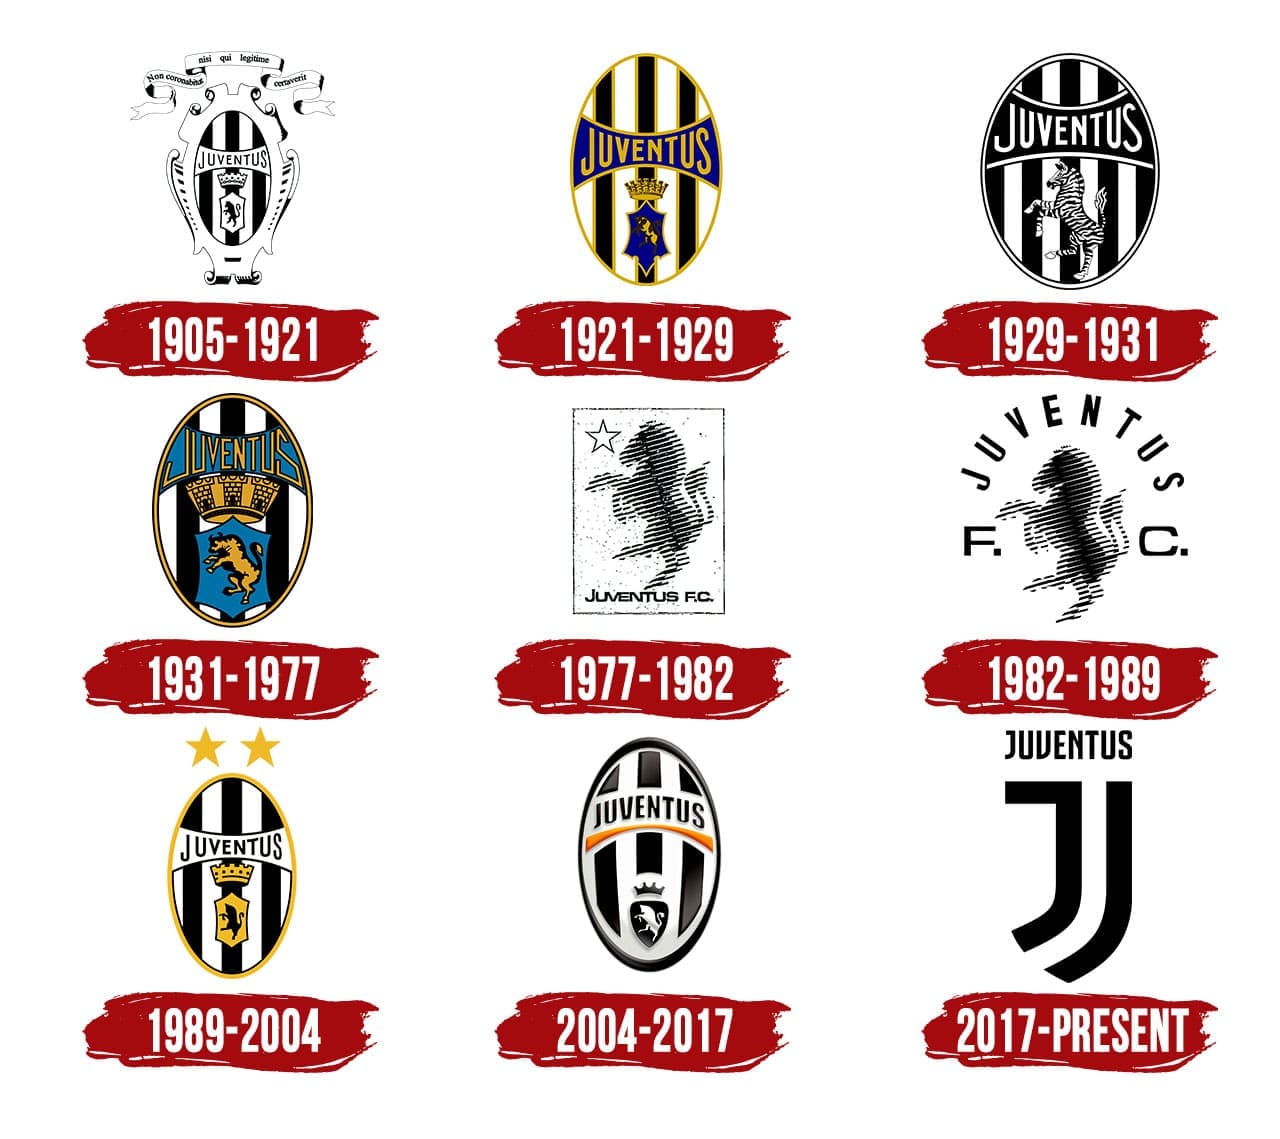 nisi qui legitime
Non coronabitur
certaverit
JUVENTUS
JUVENTUS
JUVENTUS
1905-1921
1921-1929
1929-1931
JUVENTUS
JUVENTUS F.C.
JUVENTUS
F. C.
1931-1977
1977-1982
1982-1989
JUVENTUS
JUVENTUS
JUVENTUS
1989-2004
2004-2017
2017-PRESENT